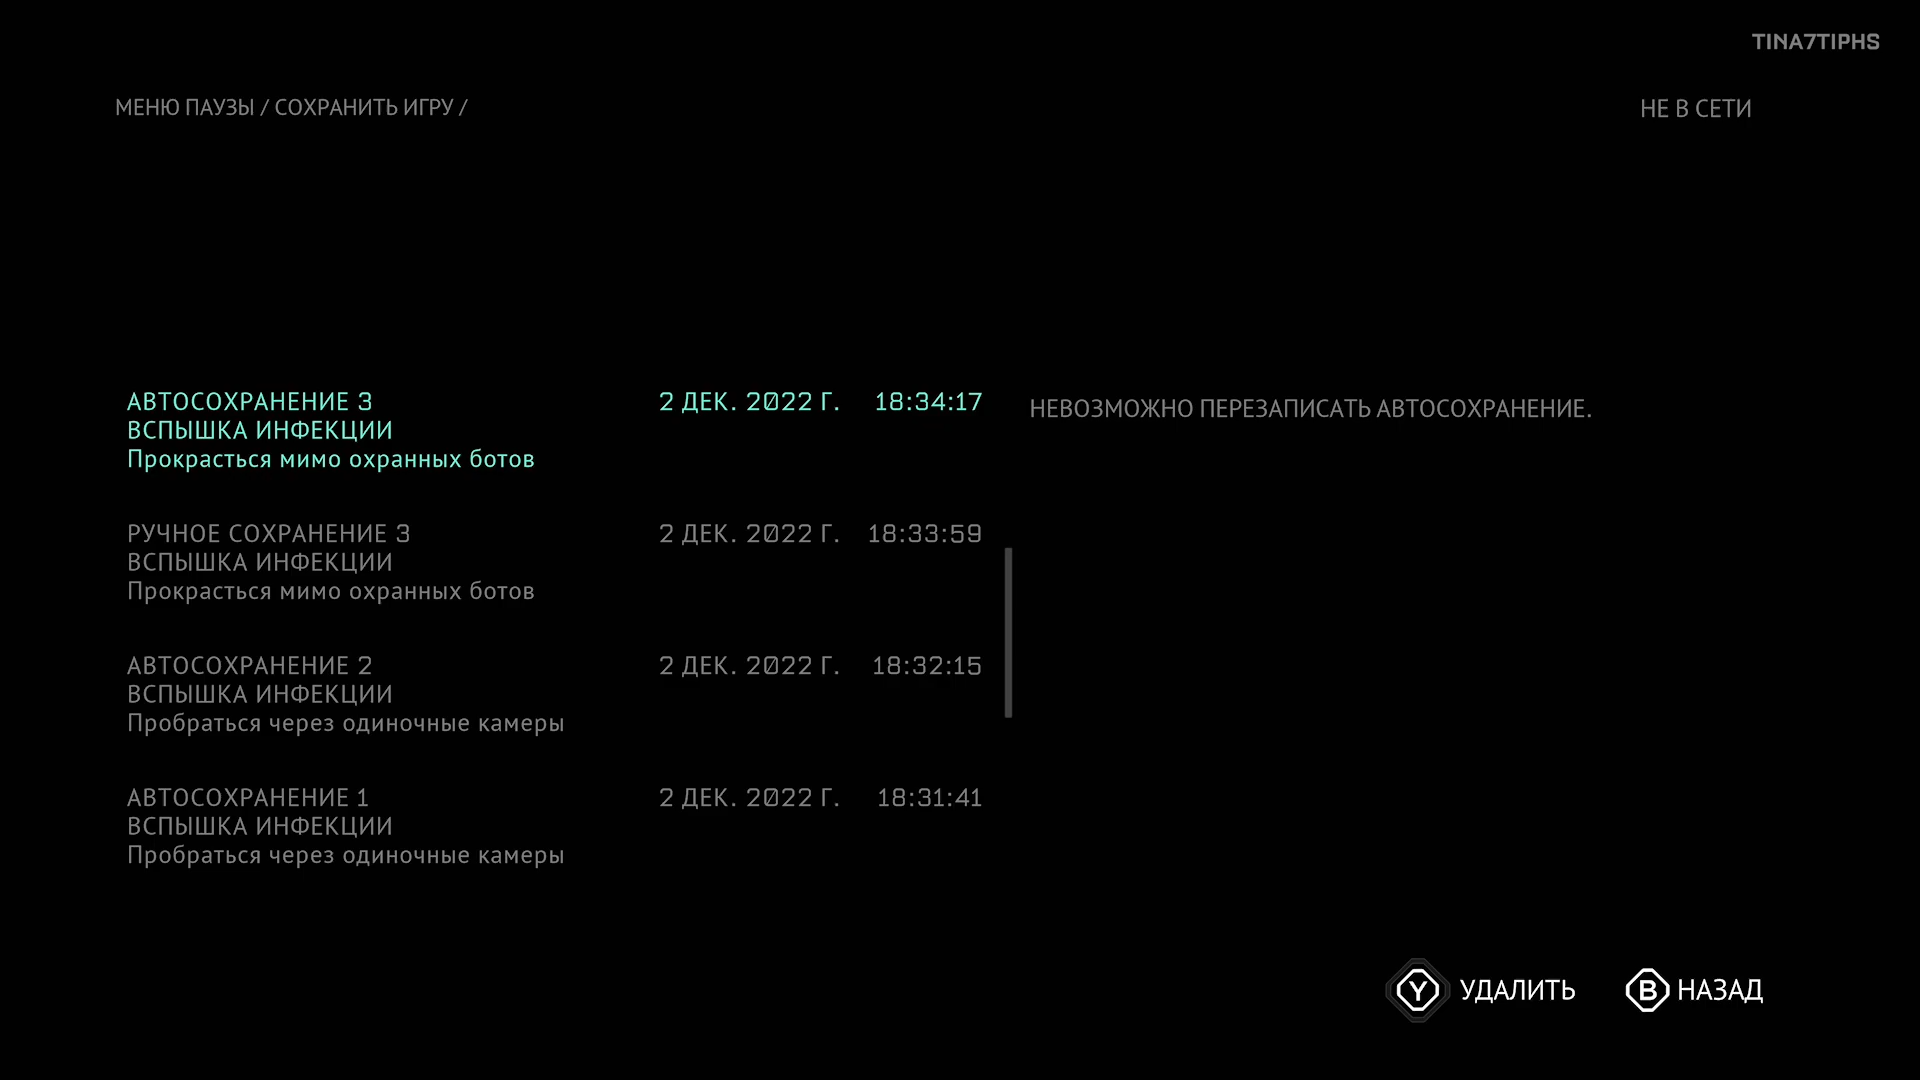 TINA7TIPHS
МЕНЮ ПАУЗЫ / СОХРАНИТЬ ИГРУ /
НЕ В СЕТИ
АВТОСОХРАНЕНИЕ 3 2 ДЕК. 2022 Г. 18:34:17
ВСПЫШКА ИНФЕКЦИИ
Прокрасться мимо охранных ботов
НЕВОЗМОЖНО ПЕРЕЗАПИСАТЬ АВТОСОХРАНЕНИЕ.
РУЧНОЕ СОХРАНЕНИЕ 3 2 ДЕК. 2022 Г. 18:33:59
ВСПЫШКА ИНФЕКЦИИ
Прокрасться мимо охранных ботов
АВТОСОХРАНЕНИЕ 2 2 ДЕК. 2022 Г. 18:32:15
ВСПЫШКА ИНФЕКЦИИ
Пробраться через одиночные камеры
АВТОСОХРАНЕНИЕ 1 2 ДЕК. 2022 Г. 18:31:41
ВСПЫШКА ИНФЕКЦИИ
Пробраться через одиночные камеры
Y УДАЛИТЬ B НАЗАД